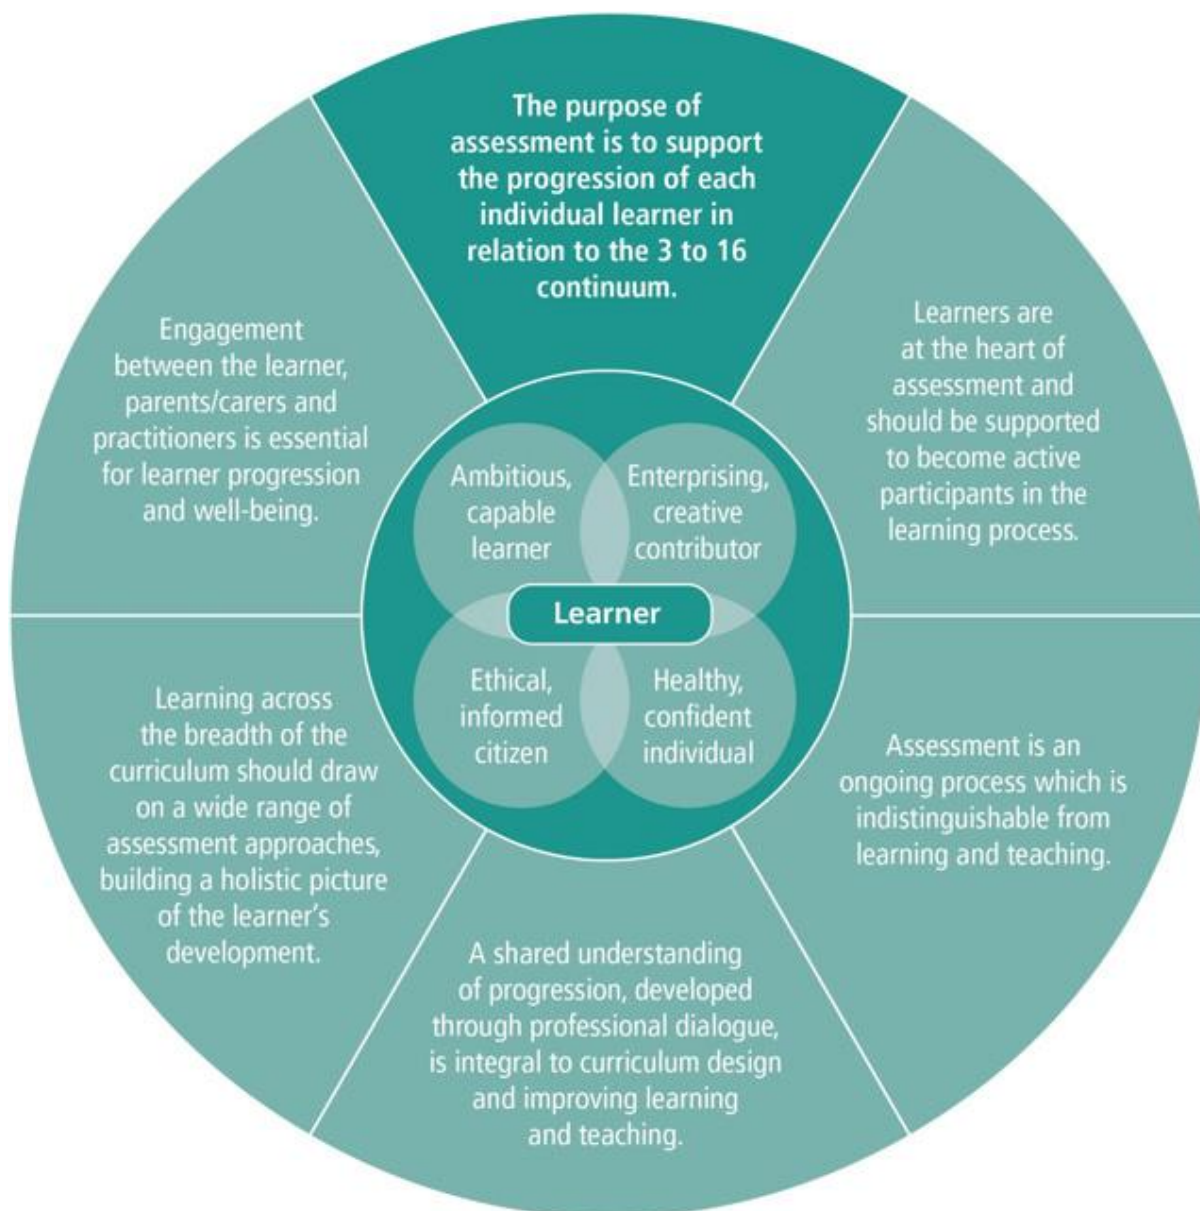 The purpose of
assessment is to support
the progression of each
individual learner in
relation to the 3 to 16
continuum.
Learners are
at the heart of
assessment and
should be supported
to become active
participants in the
learning process.
Assessment is an
ongoing process which is
indistinguishable from
learning and teaching.
A shared understanding
of progression, developed
through professional dialogue,
is integral to curriculum design
and improving learning
and teaching.
Learning across
the breadth of the
curriculum should draw
on a wide range of
assessment approaches,
building a holistic picture
of the learner’s
development.
Engagement
between the learner,
parents/carers and
practitioners is essential
for learner progression
and well-being.
Ambitious,
capable
learner
Enterprising,
creative
contributor
Learner
Ethical,
informed
citizen
Healthy,
confident
individual